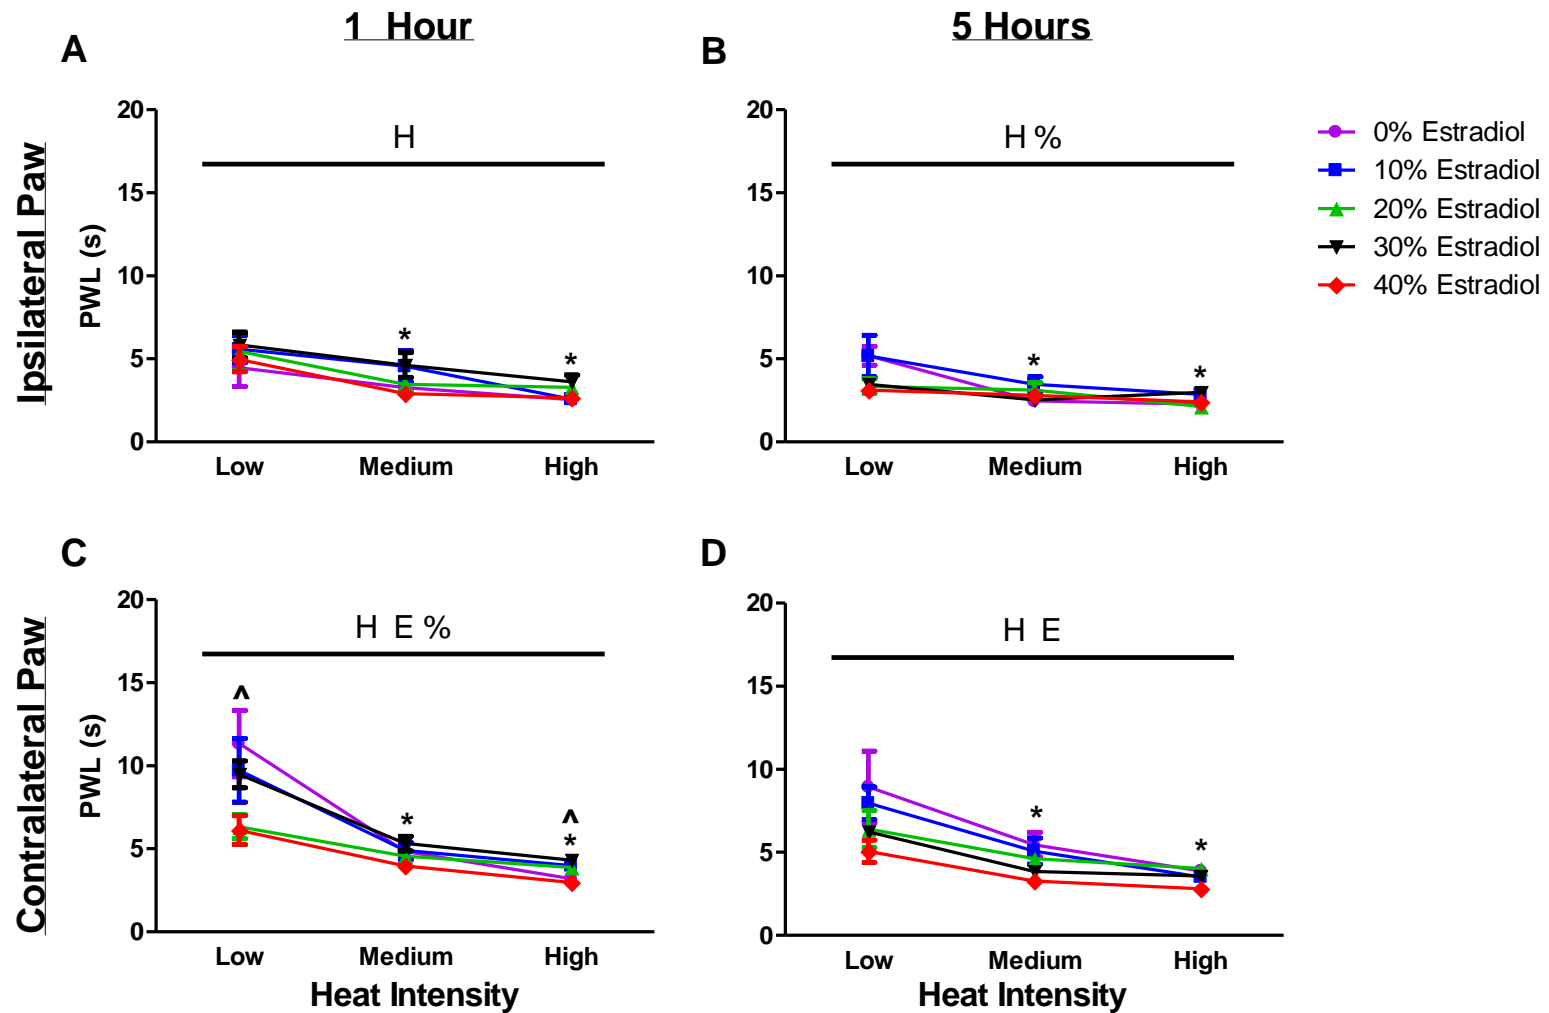 1 Hour
5 Hours
A
B
Ipsilateral Paw
PWL (s)
20
15
10
5
0
H
*
*
Low Medium High
20
15
10
5
0
H %
*
*
Low Medium High
0% Estradiol
10% Estradiol
20% Estradiol
30% Estradiol
40% Estradiol
C
D
Contralateral Paw
PWL (s)
20
15
10
5
0
H E %
^
*
^
*
Low Medium High
Heat Intensity
20
15
10
5
0
H E
*
*
Low Medium High
Heat Intensity